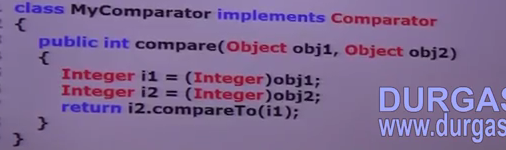 class MyComparator implements Comparator
{
public int compare(Object obj1, Object obj2)
{
Integer i1 = (Integer)obj1;
Integer i2 = (Integer)obj2;
return i2.compareTo(i1);
}
}
DURGAS
www.durgas